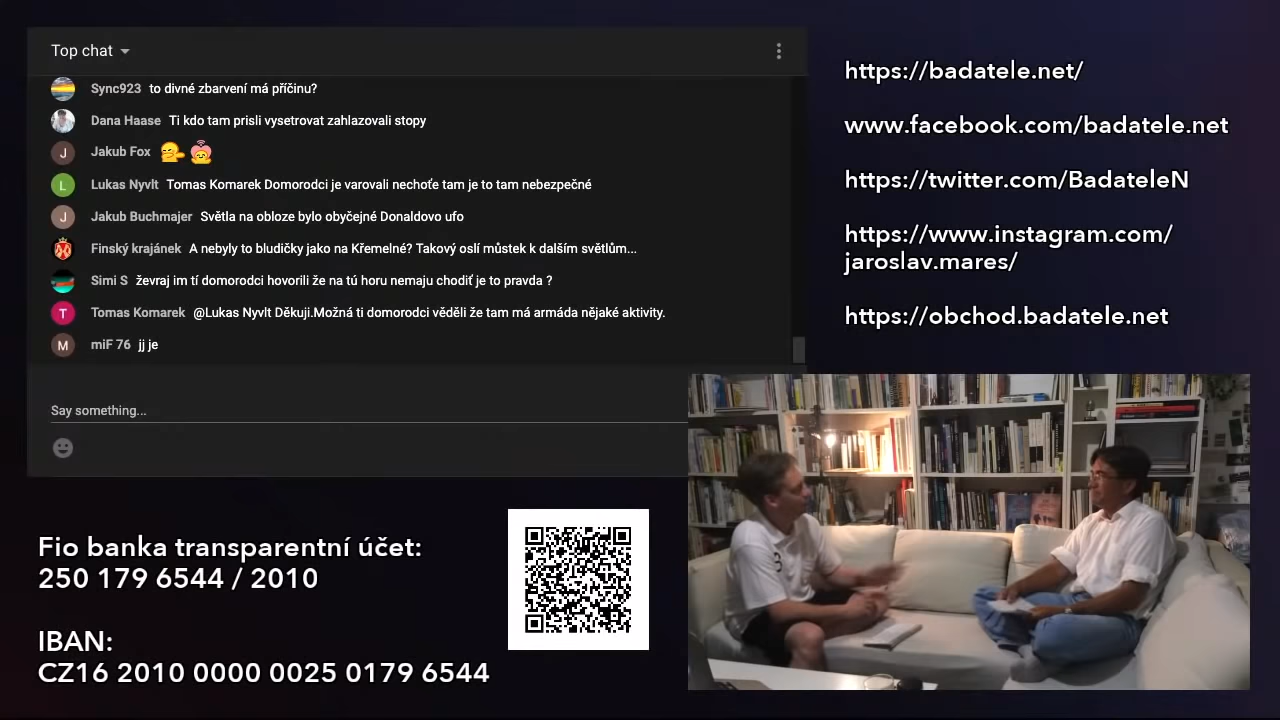 Top chat
Sync923 to divné zbarvení má příčinu?
Dana Haase Ti kdo tam prisli vysetrovat zahlazovali stopy
J Jakub Fox
L Lukas Nyvlt Tomas Komarek Domorodci je varovali nechoťe tam je to tam nebezpečné
J Jakub Buchmajer Světla na obloze bylo obyčejné Donaldovo ufo
Finský krajánek A nebyly to bludičky jako na Křemelné? Takový oslí můstek k dalším světlům...
Simi S ževraj im tí domorodci hovorili že na tú horu nemaju chodiť je to pravda ?
T Tomas Komarek @Lukas Nyvlt Děkuji.Možná ti domorodci věděli že tam má armáda nějaké aktivity.
M miF 76 jj je
Say something...
https://badatele.net/
www.facebook.com/badatele.net
https://twitter.com/BadateleN
https://www.instagram.com/
jaroslav.mares/
https://obchod.badatele.net
Fio banka transparentní účet:
250 179 6544 / 2010
IBAN:
CZ16 2010 0000 0025 0179 6544
3